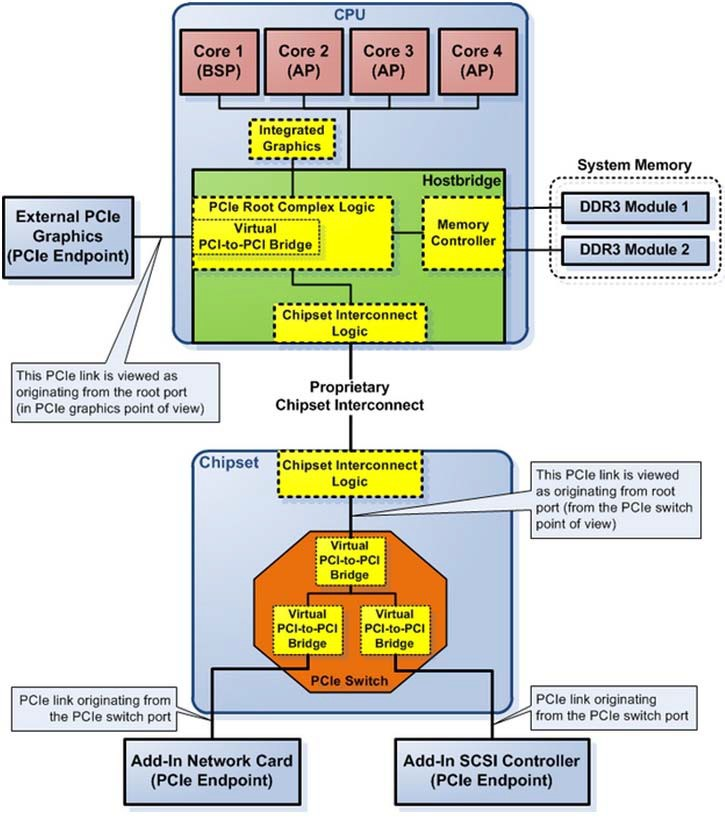 CPU
Core 1
(BSP)
Core 2
(AP)
Core 3
(AP)
Core 4
(AP)
Integrated
Graphics
Hostbridge
System Memory
PCIe Root Complex Logic
Virtual
PCI-to-PCI Bridge
Memory
Controller
DDR3 Module 1
DDR3 Module 2
External PCIe
Graphics
(PCIe Endpoint)
Chipset Interconnect
Logic
This PCIe link is viewed as
originating from the root port
(in PCIe graphics point of view)
Proprietary
Chipset Interconnect
Chipset
Chipset Interconnect
Logic
This PCIe link is viewed
as originating from root
port (from the PCIe switch
point of view)
Virtual
PCI-to-PCI
Bridge
Virtual
PCI-to-PCI
Bridge
Virtual
PCI-to-PCI
Bridge
PCIe Switch
PCIe link originating from
the PCIe switch port
PCIe link originating
from the PCIe switch port
Add-In Network Card
(PCIe Endpoint)
Add-In SCSI Controller
(PCIe Endpoint)